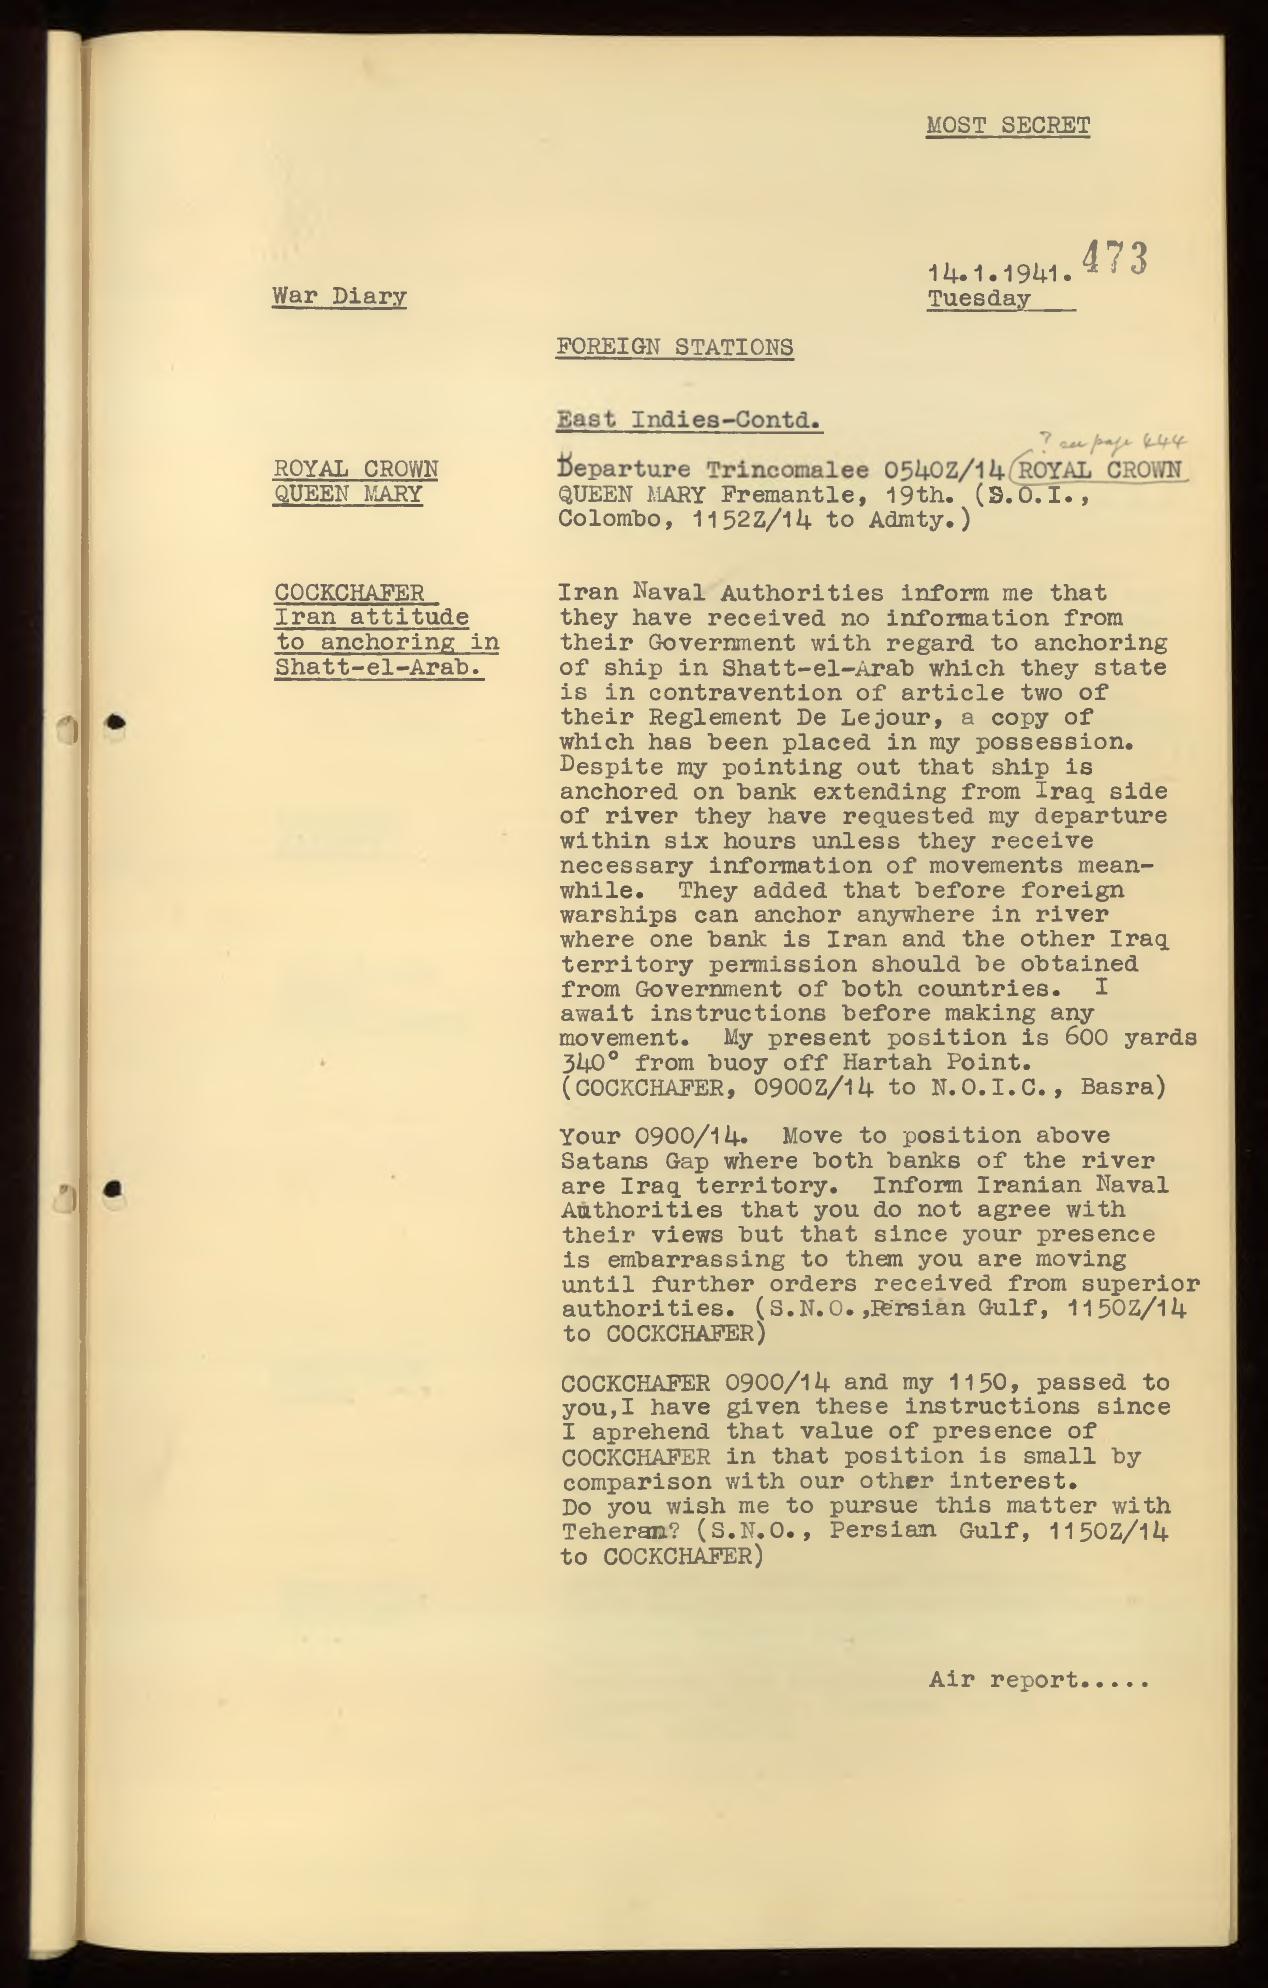 MOST SECRET
473
14.1.1941.
War Diary
Tuesday
FOREIGN STATIONS
East Indies-Contd.
? see page 444
ROYAL CROWN
QUEEN MARY
Departure Trincomalee 0540Z/14 ROYAL CROWN
QUEEN MARY Fremantle, 19th. (S.O.I.,
Colombo, 1152Z/14 to Admty.)
COCKCHAFER
Iran attitude
to anchoring in
Shatt-el-Arab.
Iran Naval Authorities inform me that
they have received no information from
their Government with regard to anchoring
of ship in Shatt-el-Arab which they state
is in contravention of article two of
their Reglement De Lejour, a copy of
which has been placed in my possession.
Despite my pointing out that ship is
anchored on bank extending from Iraq side
of river they have requested my departure
within six hours unless they receive
necessary information of movements mean-
while. They added that before foreign
warships can anchor anywhere in river
where one bank is Iran and the other Iraq
territory permission should be obtained
from Government of both countries. I
await instructions before making any
movement. My present position is 600 yards
340° from buoy off Hartah Point.
(COCKCHAFER, 0900Z/14 to N.O.I.C., Basra)
Your 0900/14. Move to position above
Satans Gap where both banks of the river
are Iraq territory. Inform Iranian Naval
Authorities that you do not agree with
their views but that since your presence
is embarrassing to them you are moving
until further orders received from superior
authorities. (S.N.O.,Persian Gulf, 1150Z/14
to COCKCHAFER)
COCKCHAFER 0900/14 and my 1150, passed to
you,I have given these instructions since
I aprehend that value of presence of
COCKCHAFER in that position is small by
comparison with our other interest.
Do you wish me to pursue this matter with
Teheran? (S.N.O., Persian Gulf, 1150Z/14
to COCKCHAFER)
Air report.....